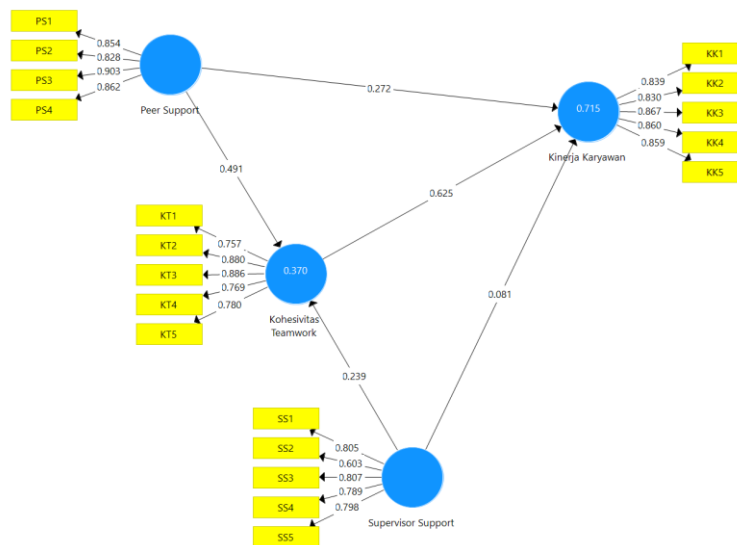 PS1
PS2
PS3
PS4
0.854
0.828
0.903
0.862
Peer Support
0.272
KK1
KK2
KK3
KK4
KK5
0.839
0.830
0.867
0.860
0.859
0.715
Kinerja Karyawan
0.491
0.625
KT1
KT2
KT3
KT4
KT5
0.757
0.880
0.886
0.769
0.780
0.370
Kohesivitas
Teamwork
0.081
0.239
SS1
SS2
SS3
SS4
SS5
0.805
0.603
0.807
0.789
0.798
Supervisor Support